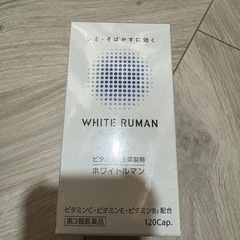 シミ・そばかすに効く
WHITE RUMAN
ホワイトルマン
ビタミンC・ビタミンE・ビタミンB₂配合
第3類医薬品
120Cap.